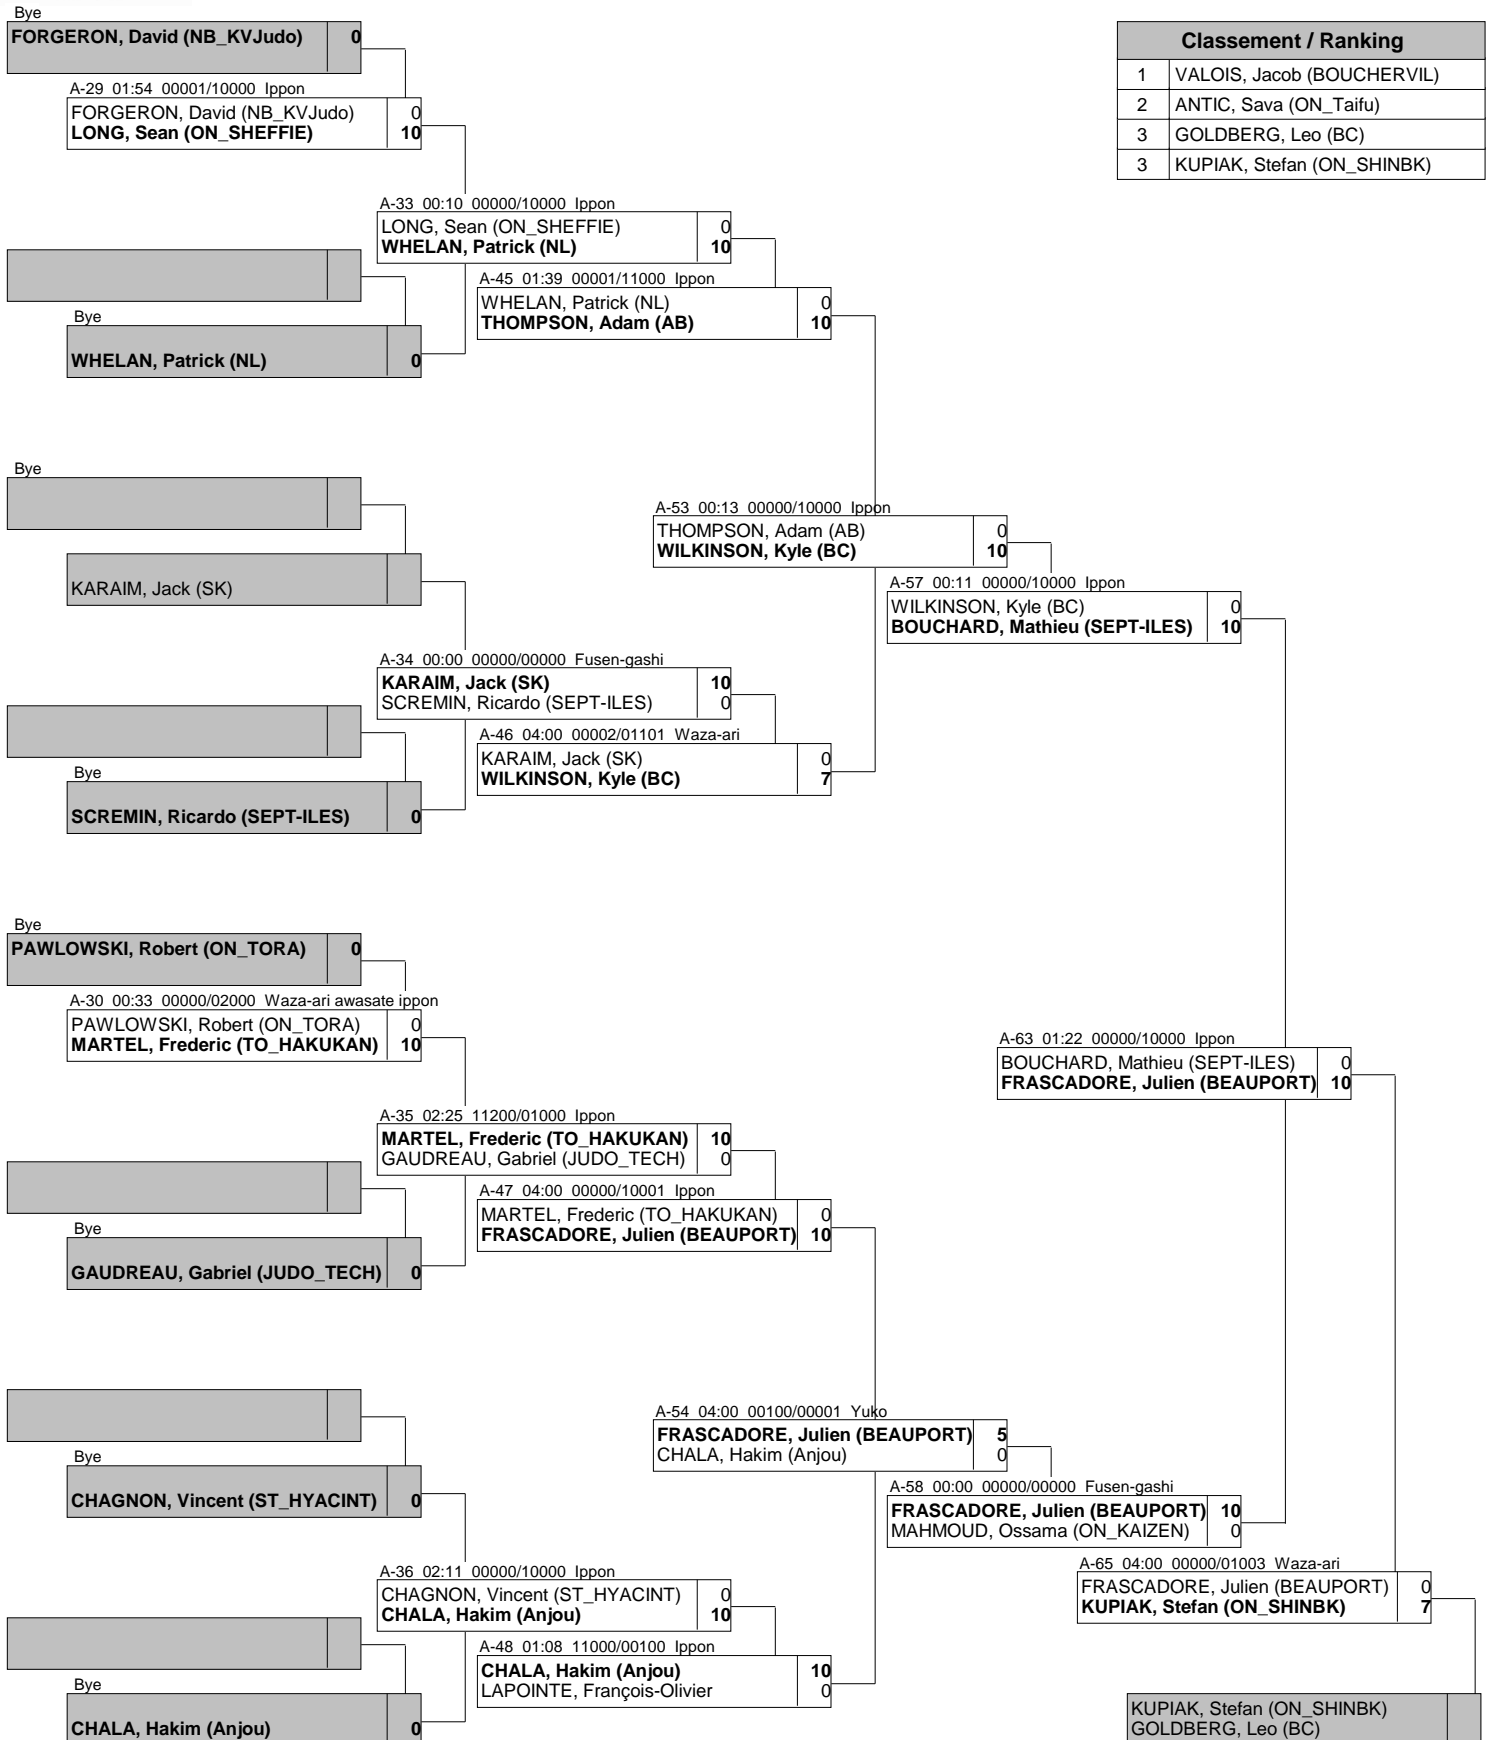 Bye
FORGERON, David (NB_KVJudo) 0
A-29 01:54 00001/10000 Ippon
FORGERON, David (NB_KVJudo) 0
LONG, Sean (ON_SHEFFIE) 10
Classement / Ranking
1 VALOIS, Jacob (BOUCHERVIL)
2 ANTIC, Sava (ON_Taifu)
3 GOLDBERG, Leo (BC)
3 KUPIAK, Stefan (ON_SHINBK)
A-33 00:10 00000/10000 Ippon
LONG, Sean (ON_SHEFFIE) 0
WHELAN, Patrick (NL) 10
A-45 01:39 00001/11000 Ippon
WHELAN, Patrick (NL) 0
THOMPSON, Adam (AB) 10
Bye
WHELAN, Patrick (NL) 0
Bye
A-53 00:13 00000/10000 Ippon
THOMPSON, Adam (AB) 0
WILKINSON, Kyle (BC) 10
KARAIM, Jack (SK)
A-57 00:11 00000/10000 Ippon
WILKINSON, Kyle (BC) 0
BOUCHARD, Mathieu (SEPT-ILES) 10
A-34 00:00 00000/00000 Fusen-gashi
KARAIM, Jack (SK) 10
SCREMIN, Ricardo (SEPT-ILES) 0
A-46 04:00 00002/01101 Waza-ari
KARAIM, Jack (SK) 0
WILKINSON, Kyle (BC) 7
Bye
SCREMIN, Ricardo (SEPT-ILES) 0
Bye
PAWLOWSKI, Robert (ON_TORA) 0
A-30 00:33 00000/02000 Waza-ari awasate ippon
PAWLOWSKI, Robert (ON_TORA) 0
MARTEL, Frederic (TO_HAKUKAN) 10
A-63 01:22 00000/10000 Ippon
BOUCHARD, Mathieu (SEPT-ILES) 0
FRASCADORE, Julien (BEAUPORT) 10
A-35 02:25 11200/01000 Ippon
MARTEL, Frederic (TO_HAKUKAN) 10
GAUDREAU, Gabriel (JUDO_TECH) 0
A-47 04:00 00000/10001 Ippon
MARTEL, Frederic (TO_HAKUKAN) 0
FRASCADORE, Julien (BEAUPORT) 10
Bye
GAUDREAU, Gabriel (JUDO_TECH) 0
A-54 04:00 00100/00001 Yuko
FRASCADORE, Julien (BEAUPORT) 5
CHALA, Hakim (Anjou) 0
Bye
CHAGNON, Vincent (ST_HYACINT) 0
A-58 00:00 00000/00000 Fusen-gashi
FRASCADORE, Julien (BEAUPORT) 10
MAHMOUD, Ossama (ON_KAIZEN) 0
A-36 02:11 00000/10000 Ippon
CHAGNON, Vincent (ST_HYACINT) 0
CHALA, Hakim (Anjou) 10
A-65 04:00 00000/01003 Waza-ari
FRASCADORE, Julien (BEAUPORT) 0
KUPIAK, Stefan (ON_SHINBK) 7
A-48 01:08 11000/00100 Ippon
CHALA, Hakim (Anjou) 10
LAPOINTE, François-Olivier 0
Bye
CHALA, Hakim (Anjou) 0
KUPIAK, Stefan (ON_SHINBK)
GOLDBERG, Leo (BC)